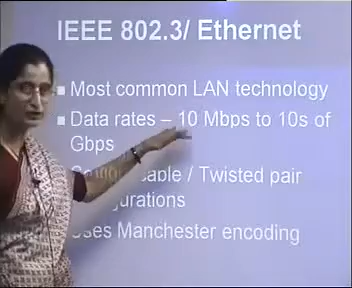 IEEE 802.3/ Ethernet
Most common LAN technology
Data rates – 10 Mbps to 10s of
Gbps
/ Twisted pair
Manchester encoding